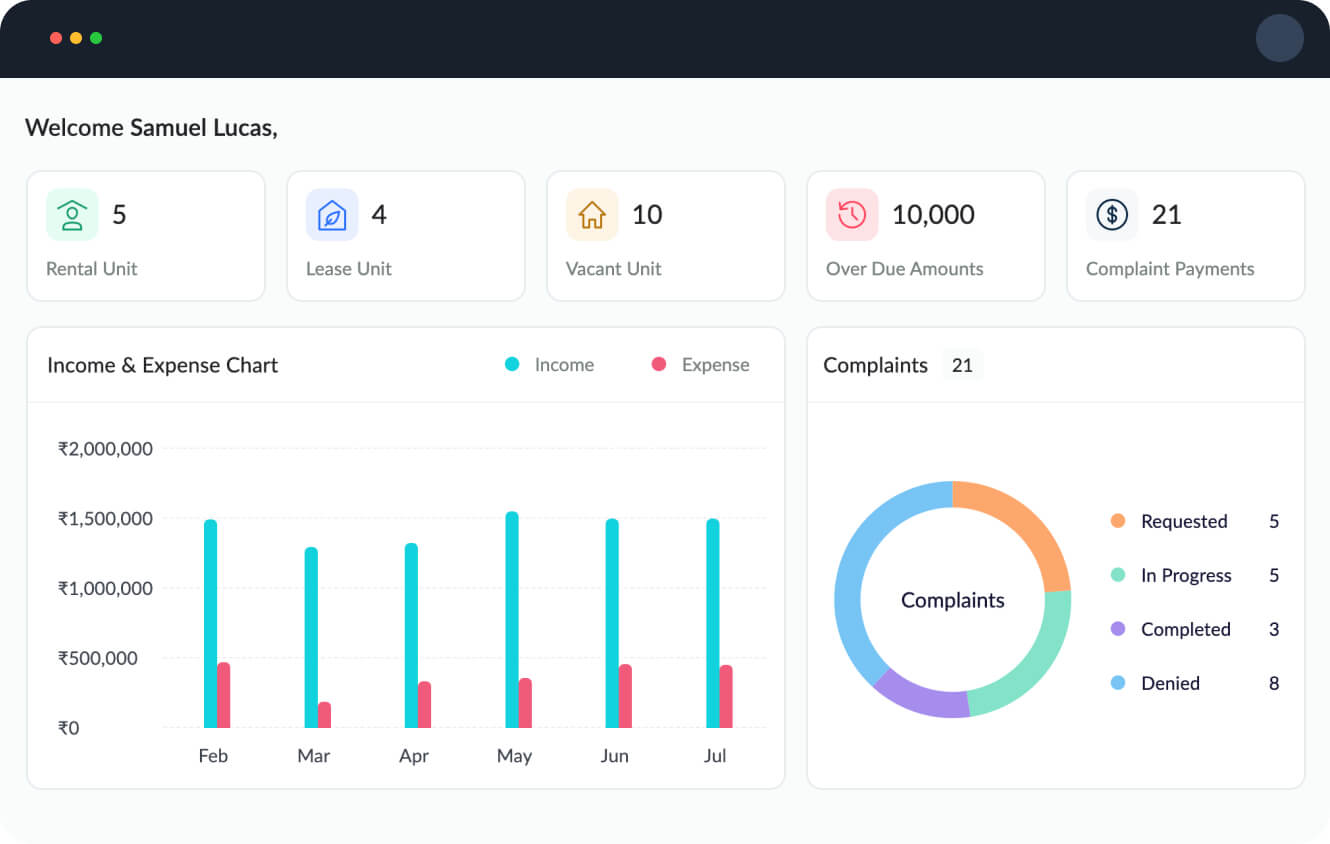 Welcome Samuel Lucas,
5
Rental Unit
4
Lease Unit
10
Vacant Unit
10,000
Over Due Amounts
$ 21
Complaint Payments
Income & Expense Chart
Income
Expense
₹2,000,000
₹1,500,000
₹1,000,000
₹500,000
₹0
Feb Mar Apr May Jun Jul
Complaints 21
Complaints
Requested 5
In Progress 5
Completed 3
Denied 8